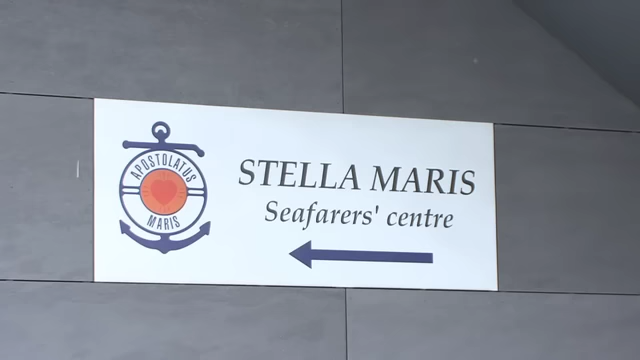 APOSTOLATUS
MARIS
STELLA MARIS
Seafarers' centre